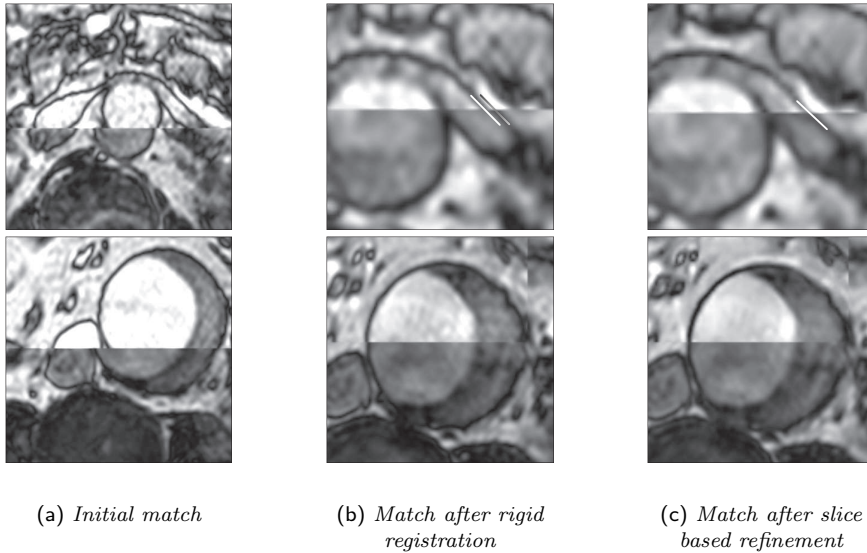 (a) Initial match
(b) Match after rigid
registration
(c) Match after slice
based refinement